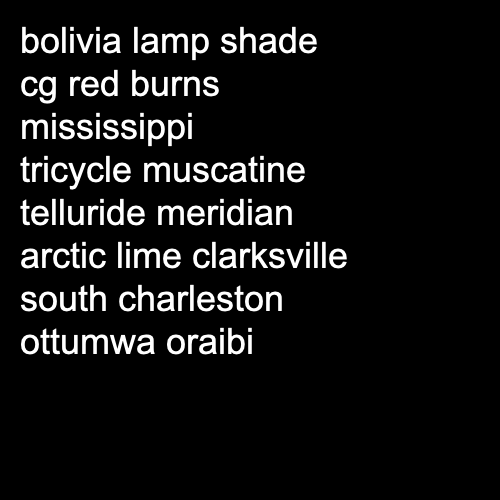 bolivia lamp shade
cg red burns
mississippi
tricycle muscatine
telluride meridian
arctic lime clarksville
south charleston
ottumwa oraibi